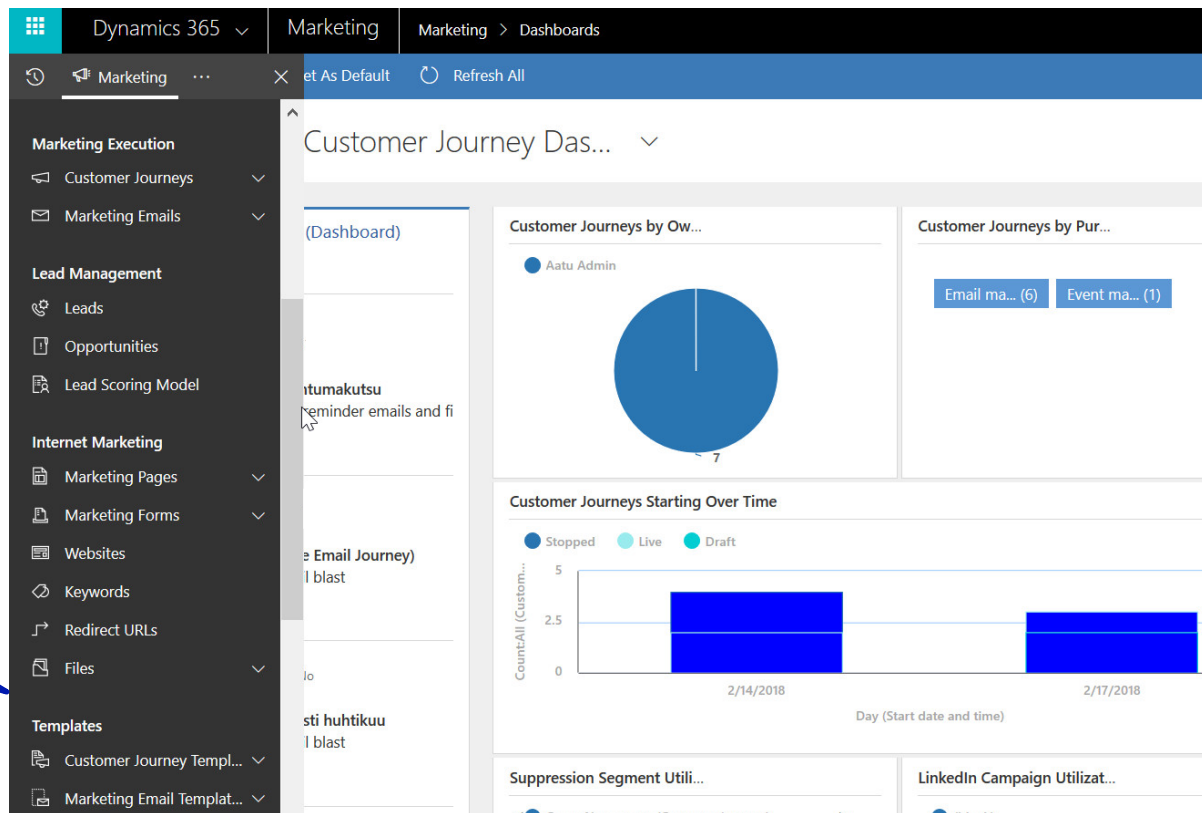 Dynamics 365
Marketing
Marketing > Dashboards
Marketing
...
et As Default
Refresh All
Marketing Execution
Customer Journeys
Marketing Emails
Lead Management
Leads
Opportunities
Lead Scoring Model
Internet Marketing
Marketing Pages
Marketing Forms
Websites
Keywords
Redirect URLs
Files
Templates
Customer Journey Templ...
Marketing Email Templat...
Customer Journey Das...
(Dashboard)
ntumakutsu
reminder emails and fi
e Email Journey)
l blast
No
sti huhtikuu
l blast
Customer Journeys by Ow...
Aatu Admin
7
Customer Journeys by Pur...
Email ma... (6)
Event ma... (1)
Customer Journeys Starting Over Time
Stopped
Live
Draft
Count:All (Custom...
5
2.5
0
2/14/2018
2/17/2018
Day (Start date and time)
Suppression Segment Utili...
LinkedIn Campaign Utilizat...